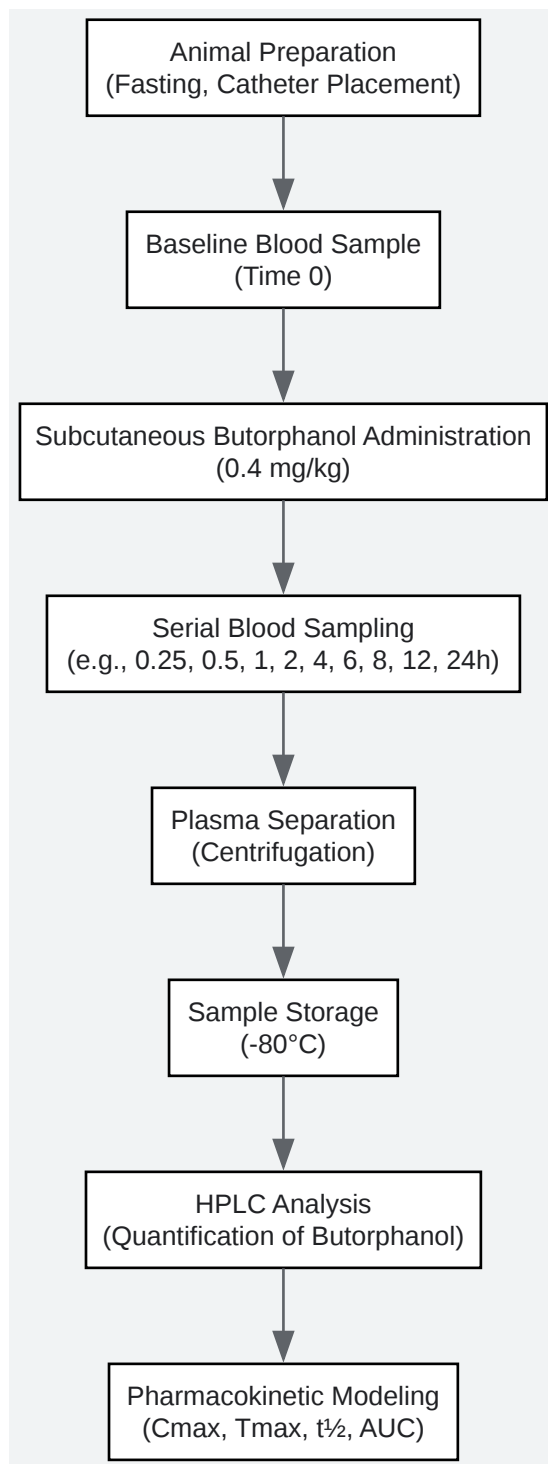 Animal Preparation
(Fasting, Catheter Placement)
Baseline Blood Sample
(Time 0)
Subcutaneous Butorphanol Administration
(0.4 mg/kg)
Serial Blood Sampling
(e.g., 0.25, 0.5, 1, 2, 4, 6, 8, 12, 24h)
Plasma Separation
(Centrifugation)
Sample Storage
(-80°C)
HPLC Analysis
(Quantification of Butorphanol)
Pharmacokinetic Modeling
(Cmax, Tmax, t½, AUC)